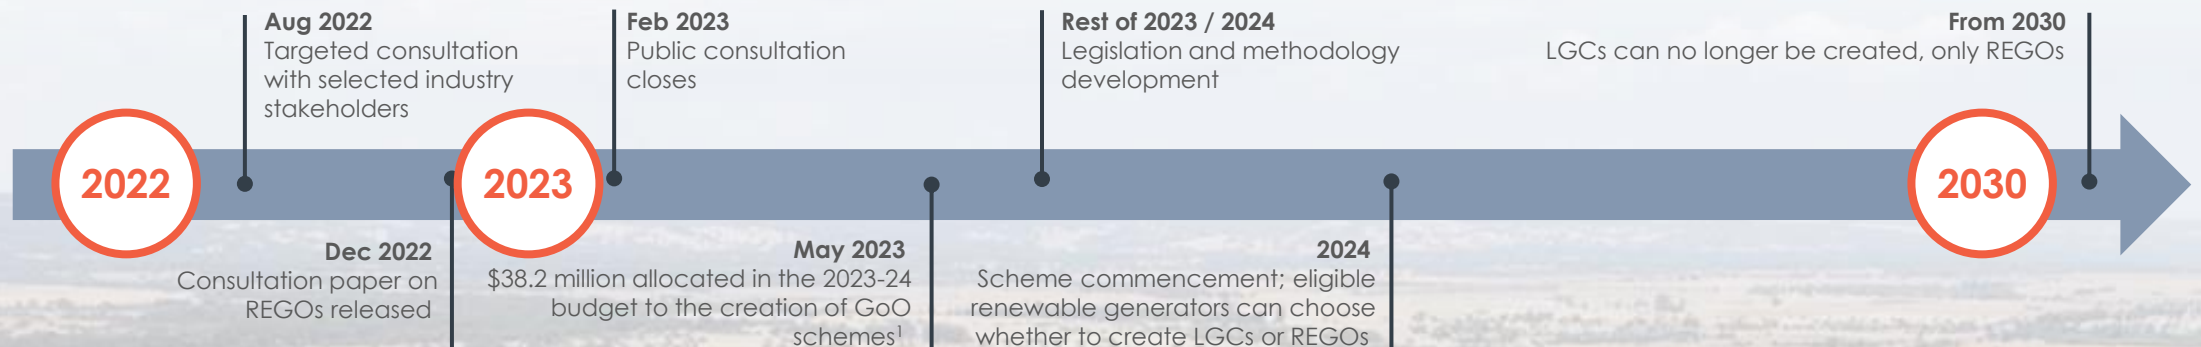 Aug 2022
Targeted consultation
with selected industry
stakeholders
Feb 2023
Public consultation
closes
Rest of 2023 / 2024
Legislation and methodology
development
From 2030
LGCs can no longer be created, only REGOs
2022
2023
2030
Dec 2022
Consultation paper on
REGOs released
May 2023
$38.2 million allocated in the 2023-24
budget to the creation of GoO
schemes¹
2024
Scheme commencement; eligible
renewable generators can choose
whether to create LGCs or REGOs